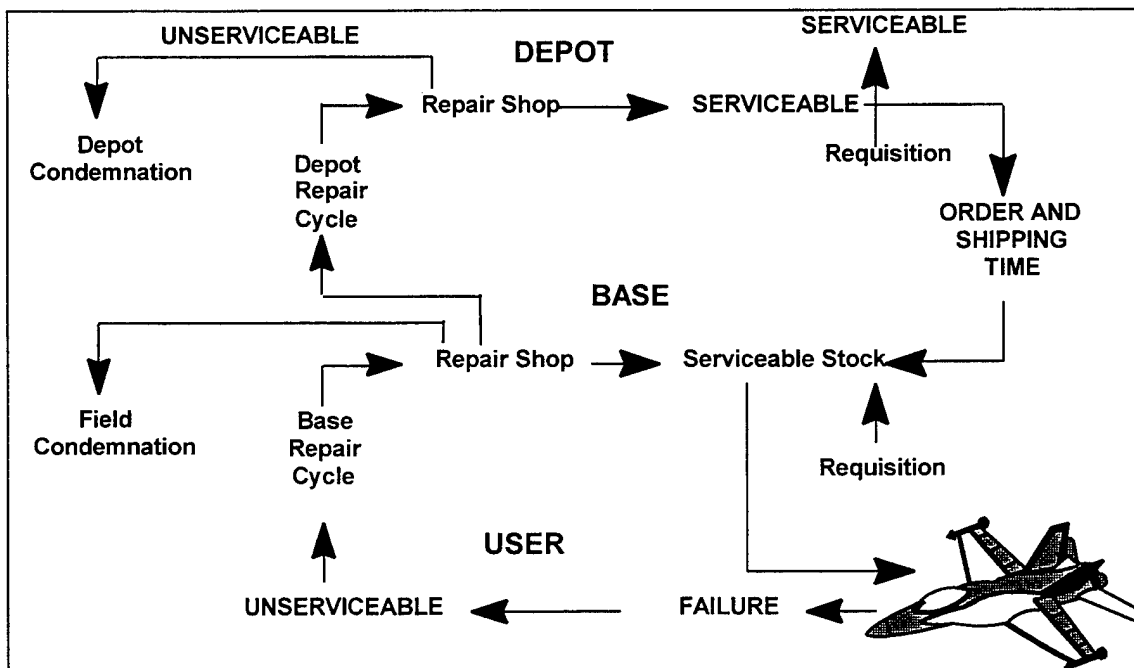 UNSERVICEABLE
DEPOT
SERVICEABLE
Repair Shop
SERVICEABLE
Depot
Condemnation
Depot
Repair
Cycle
Requisition
ORDER AND
SHIPPING
TIME
BASE
Repair Shop
Serviceable Stock
Field
Condemnation
Base
Repair
Cycle
Requisition
USER
UNSERVICEABLE
FAILURE